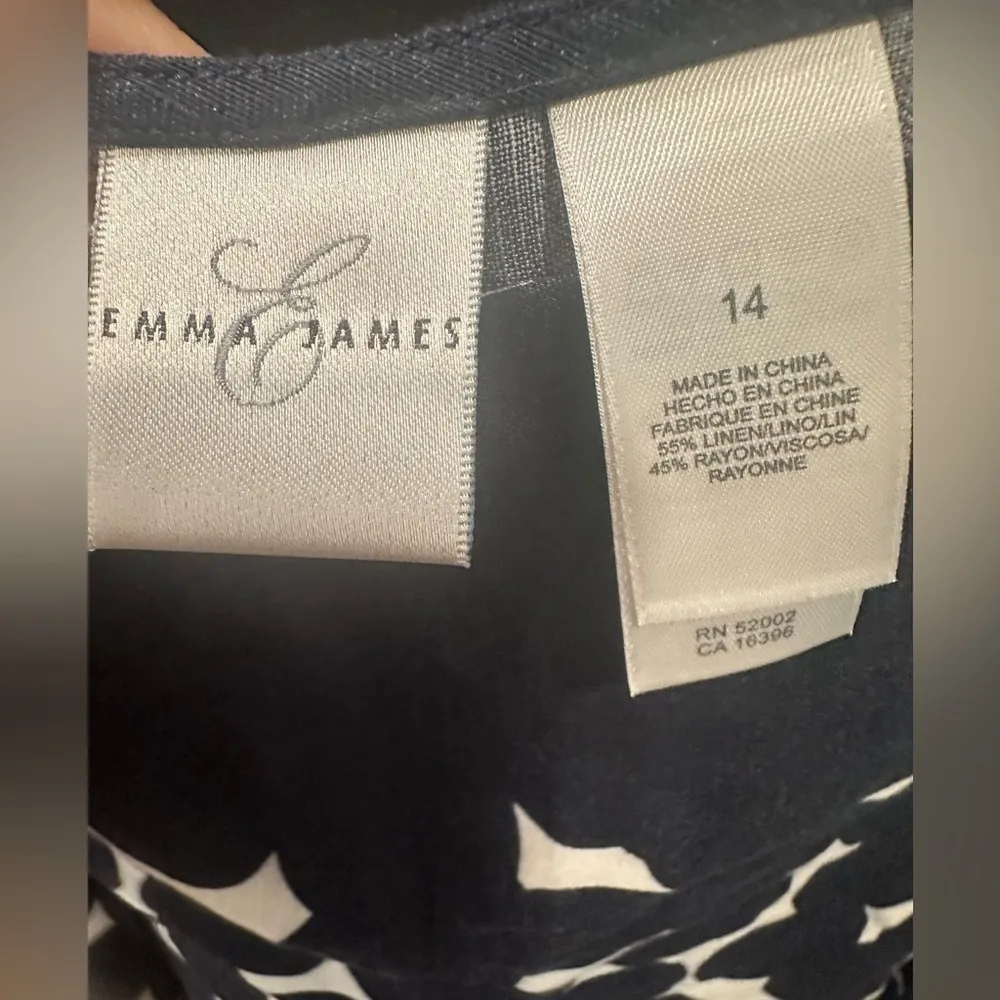 EMMA JAMES
E
14
MADE IN CHINA
HECHO EN CHINA
FABRIQUE EN CHINE
55% LINEN/LINO/LIN
45% RAYON/VISCOSA/
RAYONNE
RN 52002
CA 16396